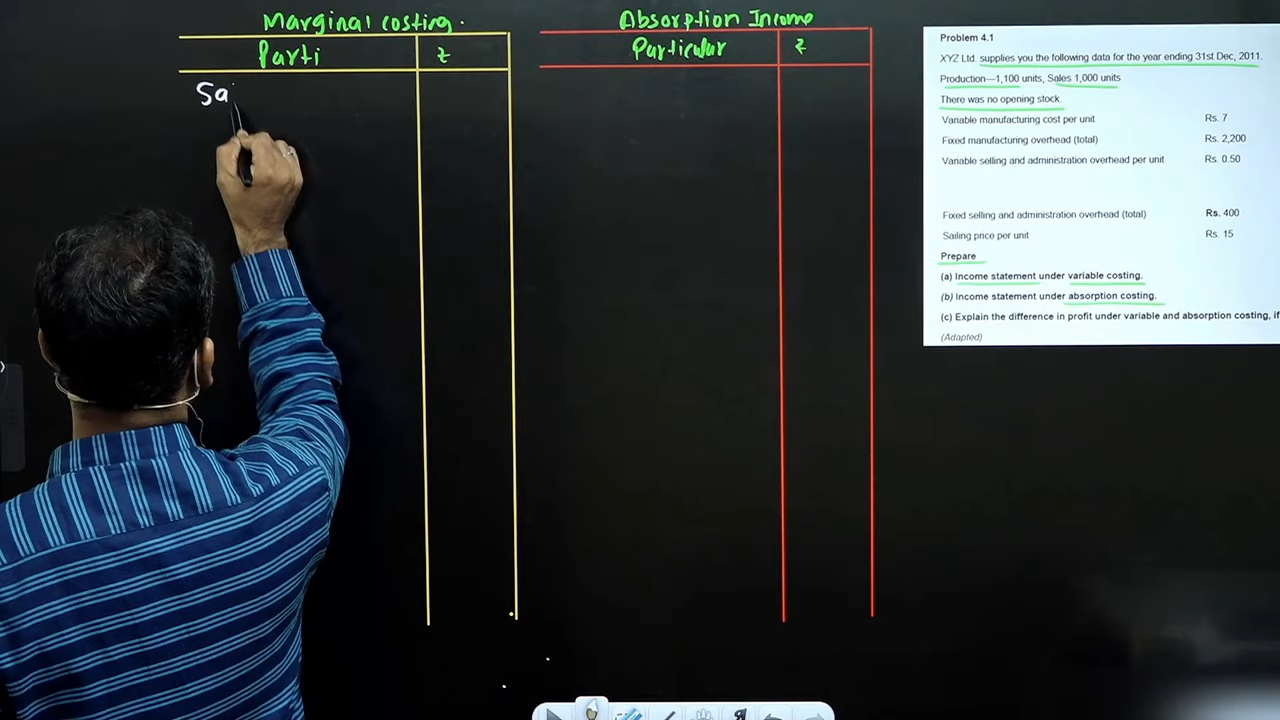 Marginal costing.
Parti ₹
Sa
Absorption Income
Particular ₹
Problem 4.1
XYZ Ltd. supplies you the following data for the year ending 31st Dec, 2011.
Production—1,100 units, Sales 1,000 units
There was no opening stock.
Variable manufacturing cost per unit Rs. 7
Fixed manufacturing overhead (total) Rs. 2,200
Variable selling and administration overhead per unit Rs. 0.50
Fixed selling and administration overhead (total) Rs. 400
Sailing price per unit Rs. 15
Prepare
(a) Income statement under variable costing.
(b) Income statement under absorption costing.
(c) Explain the difference in profit under variable and absorption costing, if
(Adapted)